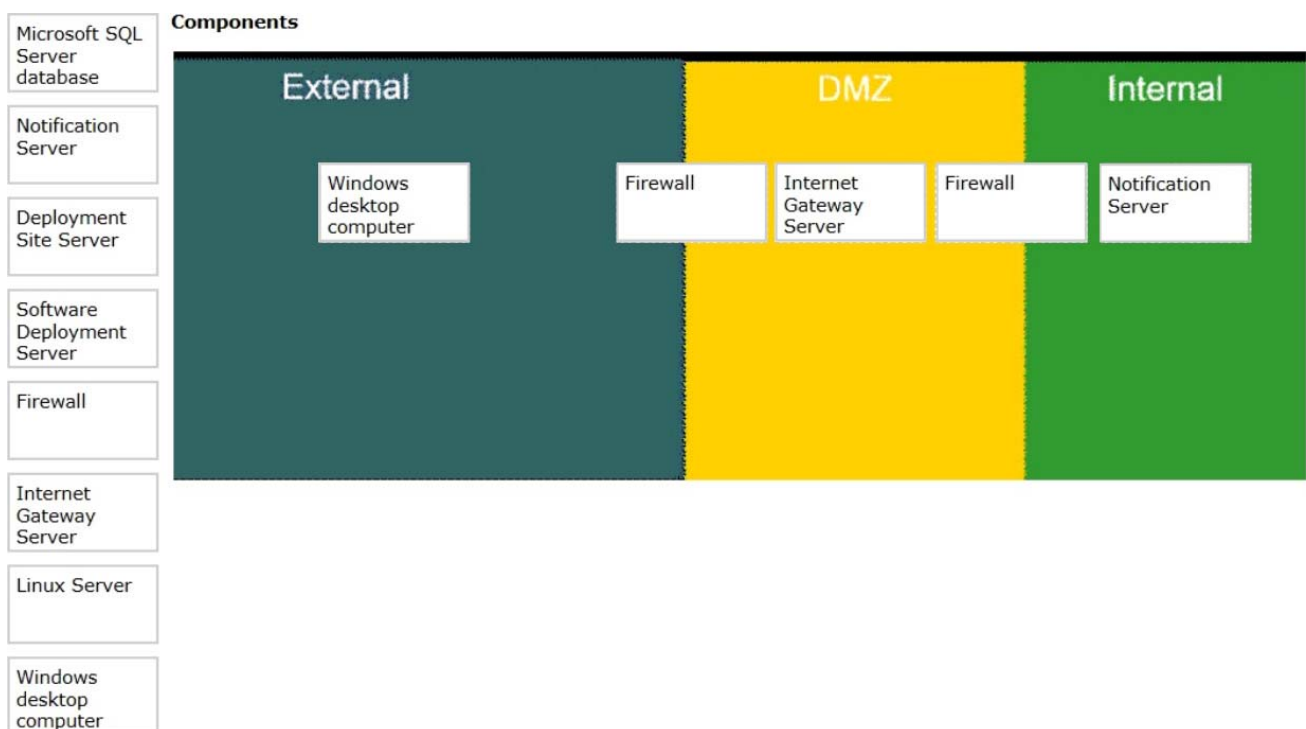 Microsoft SQL
Server
database
Notification
Server
Deployment
Site Server
Software
Deployment
Server
Firewall
Internet
Gateway
Server
Linux Server
Windows
desktop
computer
Components
External
DMZ
Internal
Windows
desktop
computer
Firewall
Internet
Gateway
Server
Firewall
Notification
Server